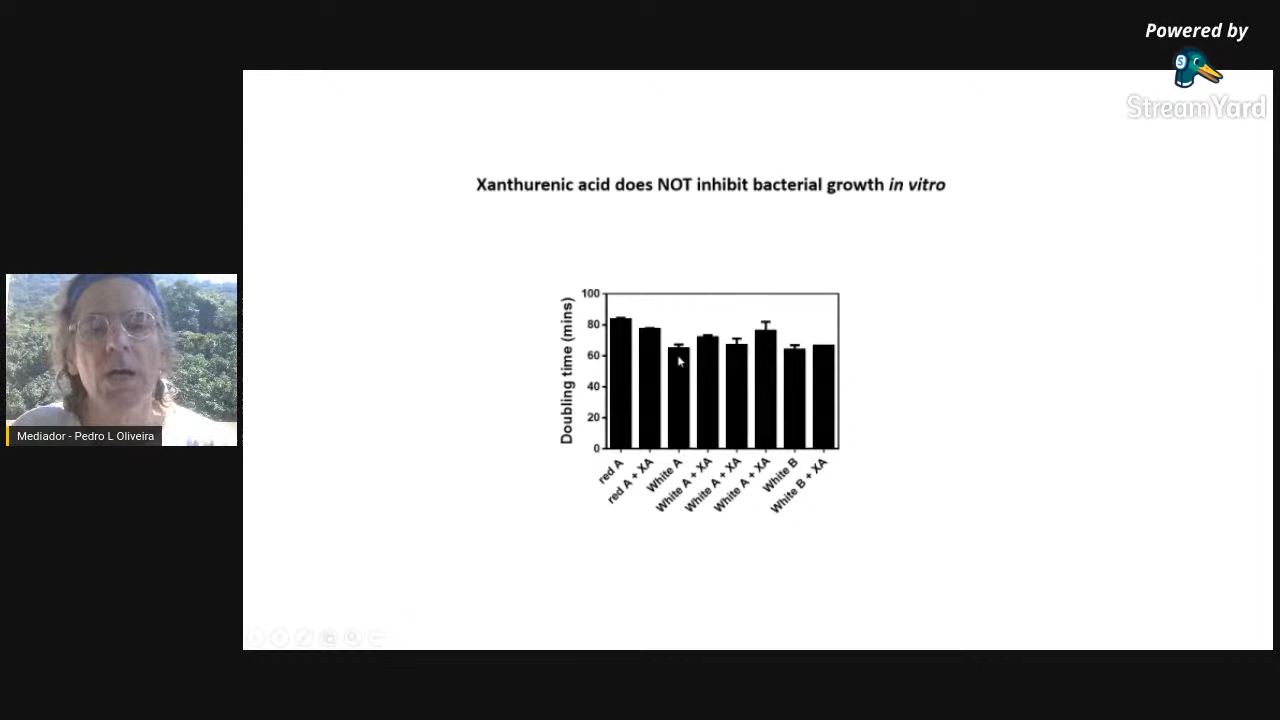 Powered by
StreamYard
Xanthurenic acid does NOT inhibit bacterial growth in vitro
Doubling time (mins)
100
80
60
40
20
0
red A
red A + XA
White A
White A + XA
White A + XA
White A + XA
White B
White B + XA
Mediador - Pedro L Oliveira